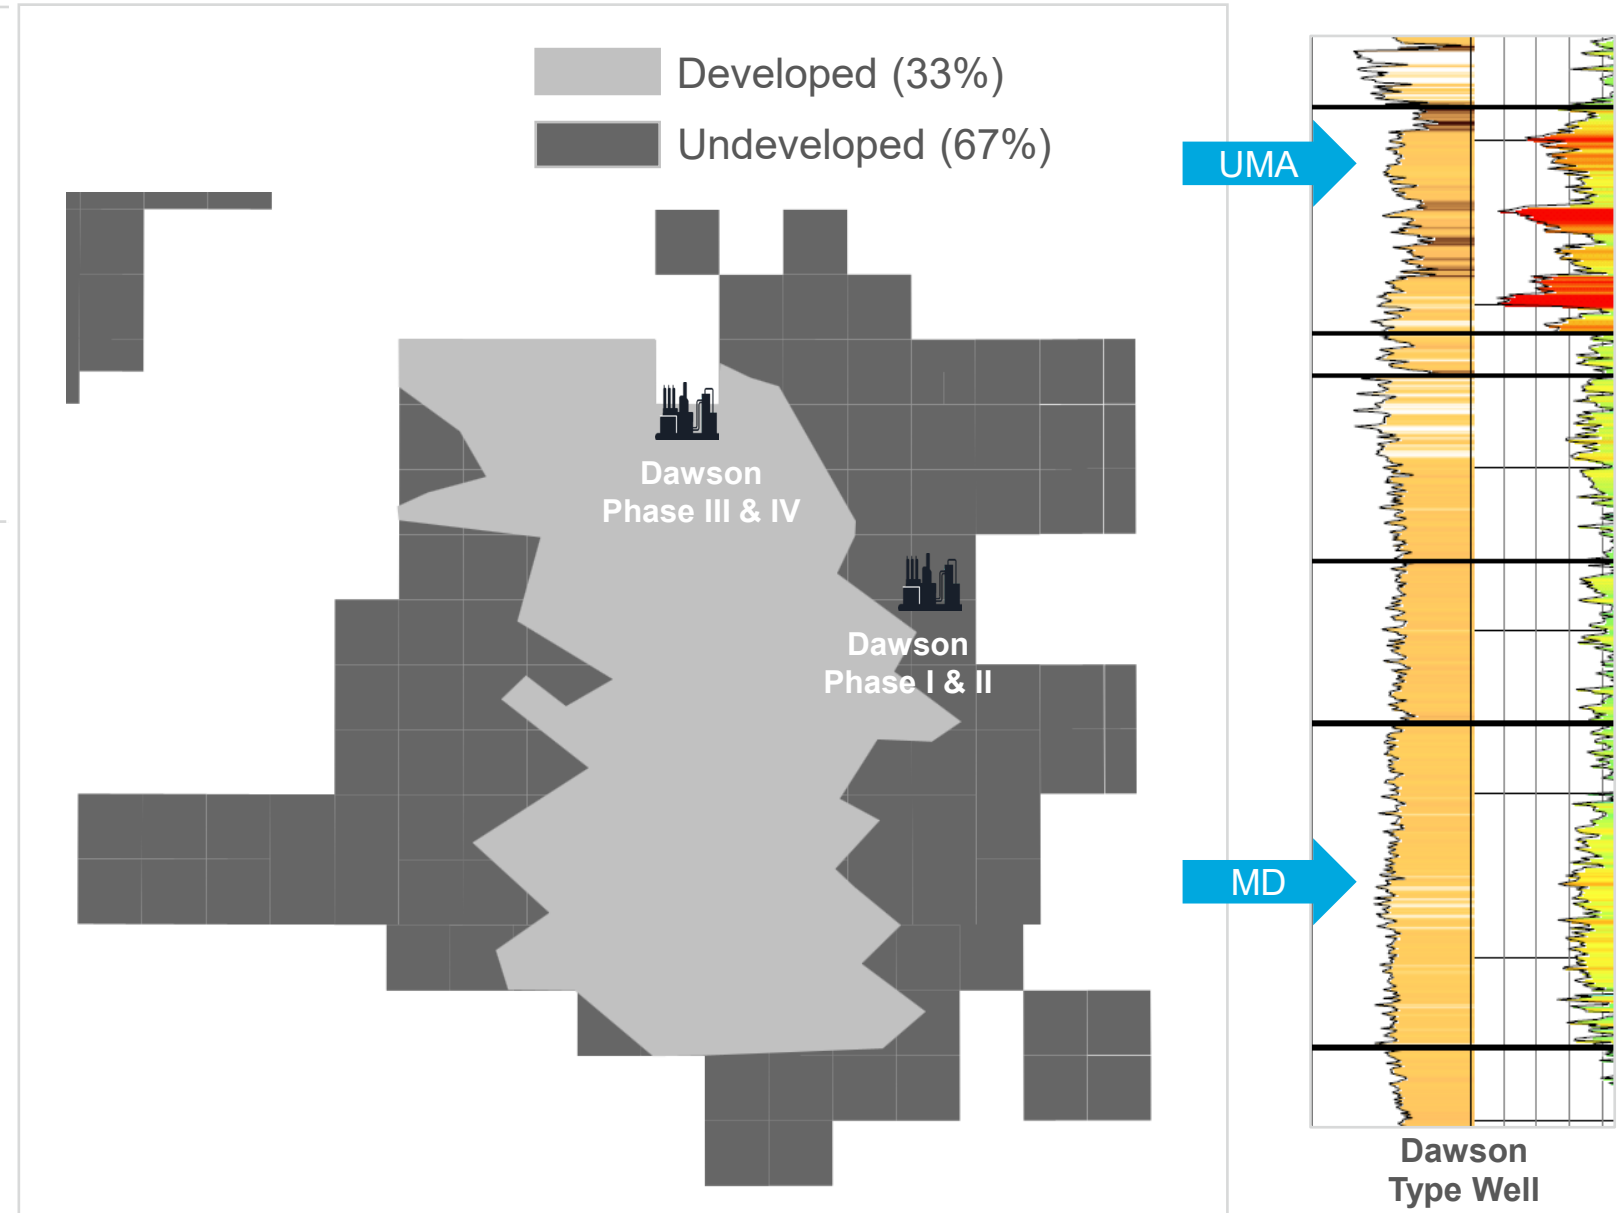 Developed (33%)
Undeveloped (67%)
UMA
Dawson
Phase III & IV
Dawson
Phase I & II
MD
Dawson
Type Well